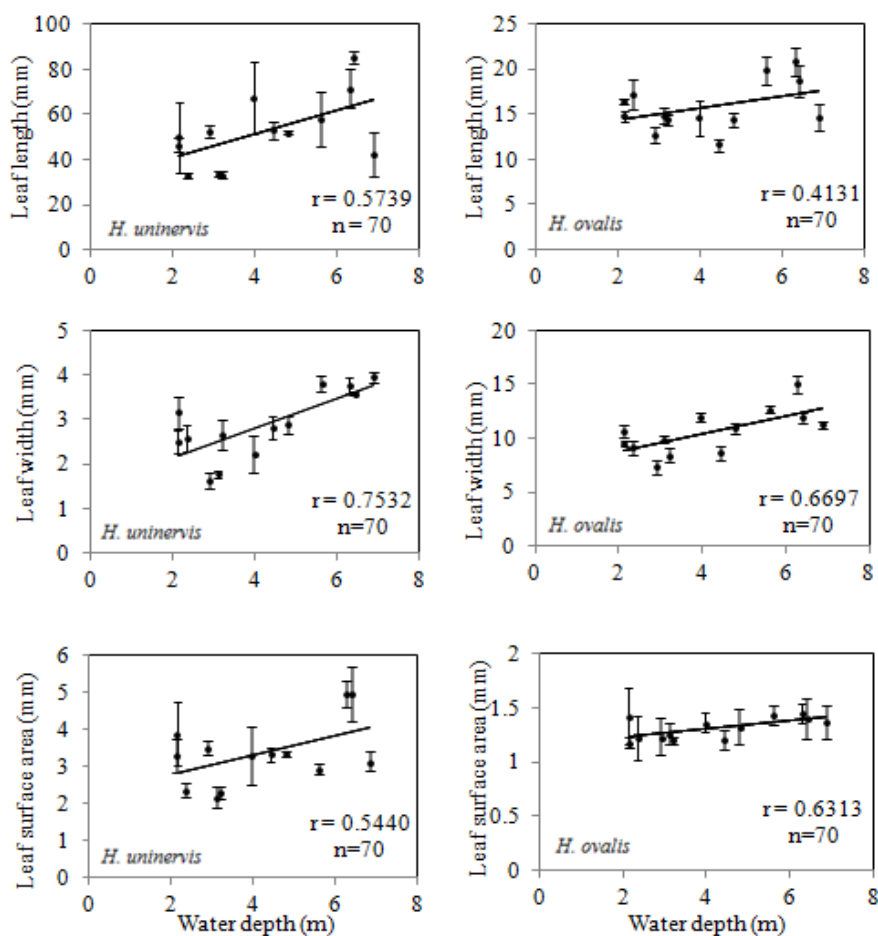 100
80
60
40
20
0
Leaf length (mm)
r= 0.5739
n= 70
H. uninervis
0 2 4 6 8
25
20
15
10
5
0
Leaf length (mm)
r= 0.4131
n=70
H. ovalis
0 2 4 6 8
5
4
3
2
1
0
Leaf width (mm)
r= 0.7532
n=70
H. uninervis
0 2 4 6 8
20
15
10
5
0
Leaf width (mm)
r= 0.6697
n=70
H. ovalis
0 2 4 6 8
6
5
4
3
2
1
0
Leaf surface area (mm)
r= 0.5440
n=70
H. uninervis
0 2 4 6 8
Water depth (m)
2
1.5
1
0.5
0
Leaf surface area (mm)
r= 0.6313
n=70
H. ovalis
0 2 4 6 8
Water depth (m)